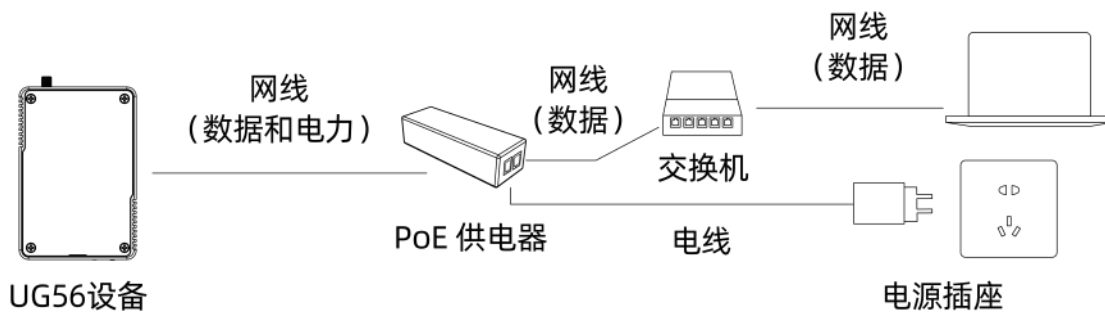 网线
（数据和电力）
网线
（数据）
网线
（数据）
交换机
PoE 供电器
电线
UG56设备
电源插座